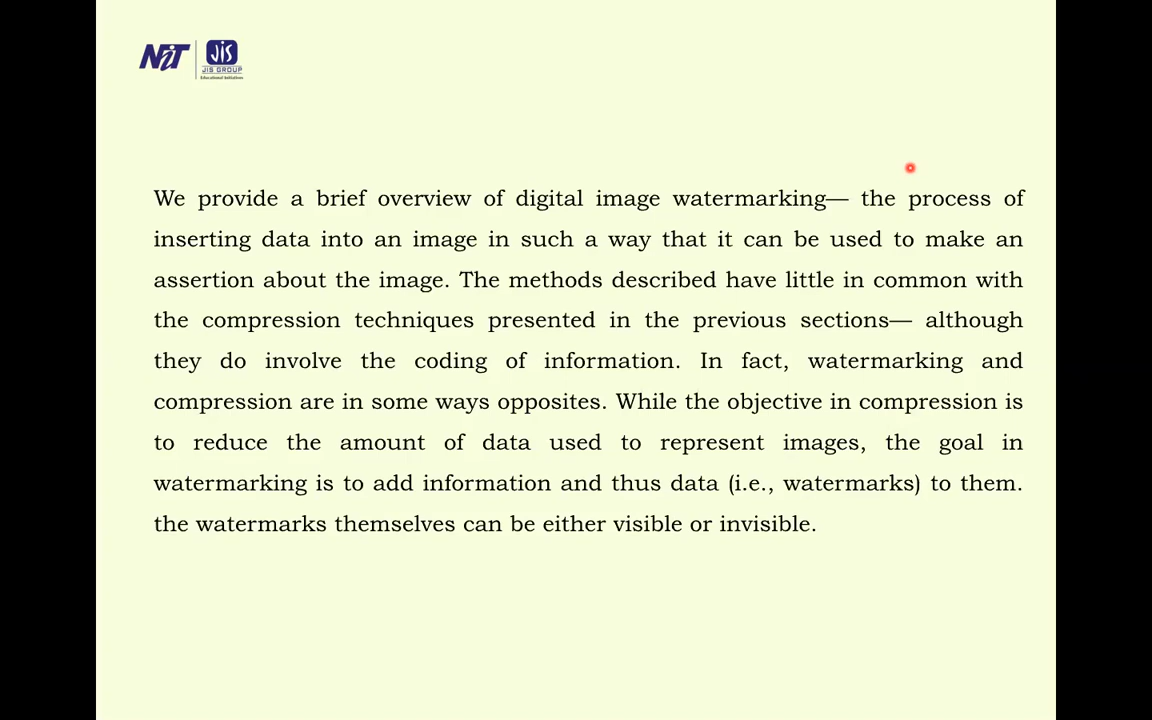 NiT JIS
JIS GROUP
Educational Initiatives
We provide a brief overview of digital image watermarking— the process of
inserting data into an image in such a way that it can be used to make an
assertion about the image. The methods described have little in common with
the compression techniques presented in the previous sections— although
they do involve the coding of information. In fact, watermarking and
compression are in some ways opposites. While the objective in compression is
to reduce the amount of data used to represent images, the goal in
watermarking is to add information and thus data (i.e., watermarks) to them.
the watermarks themselves can be either visible or invisible.